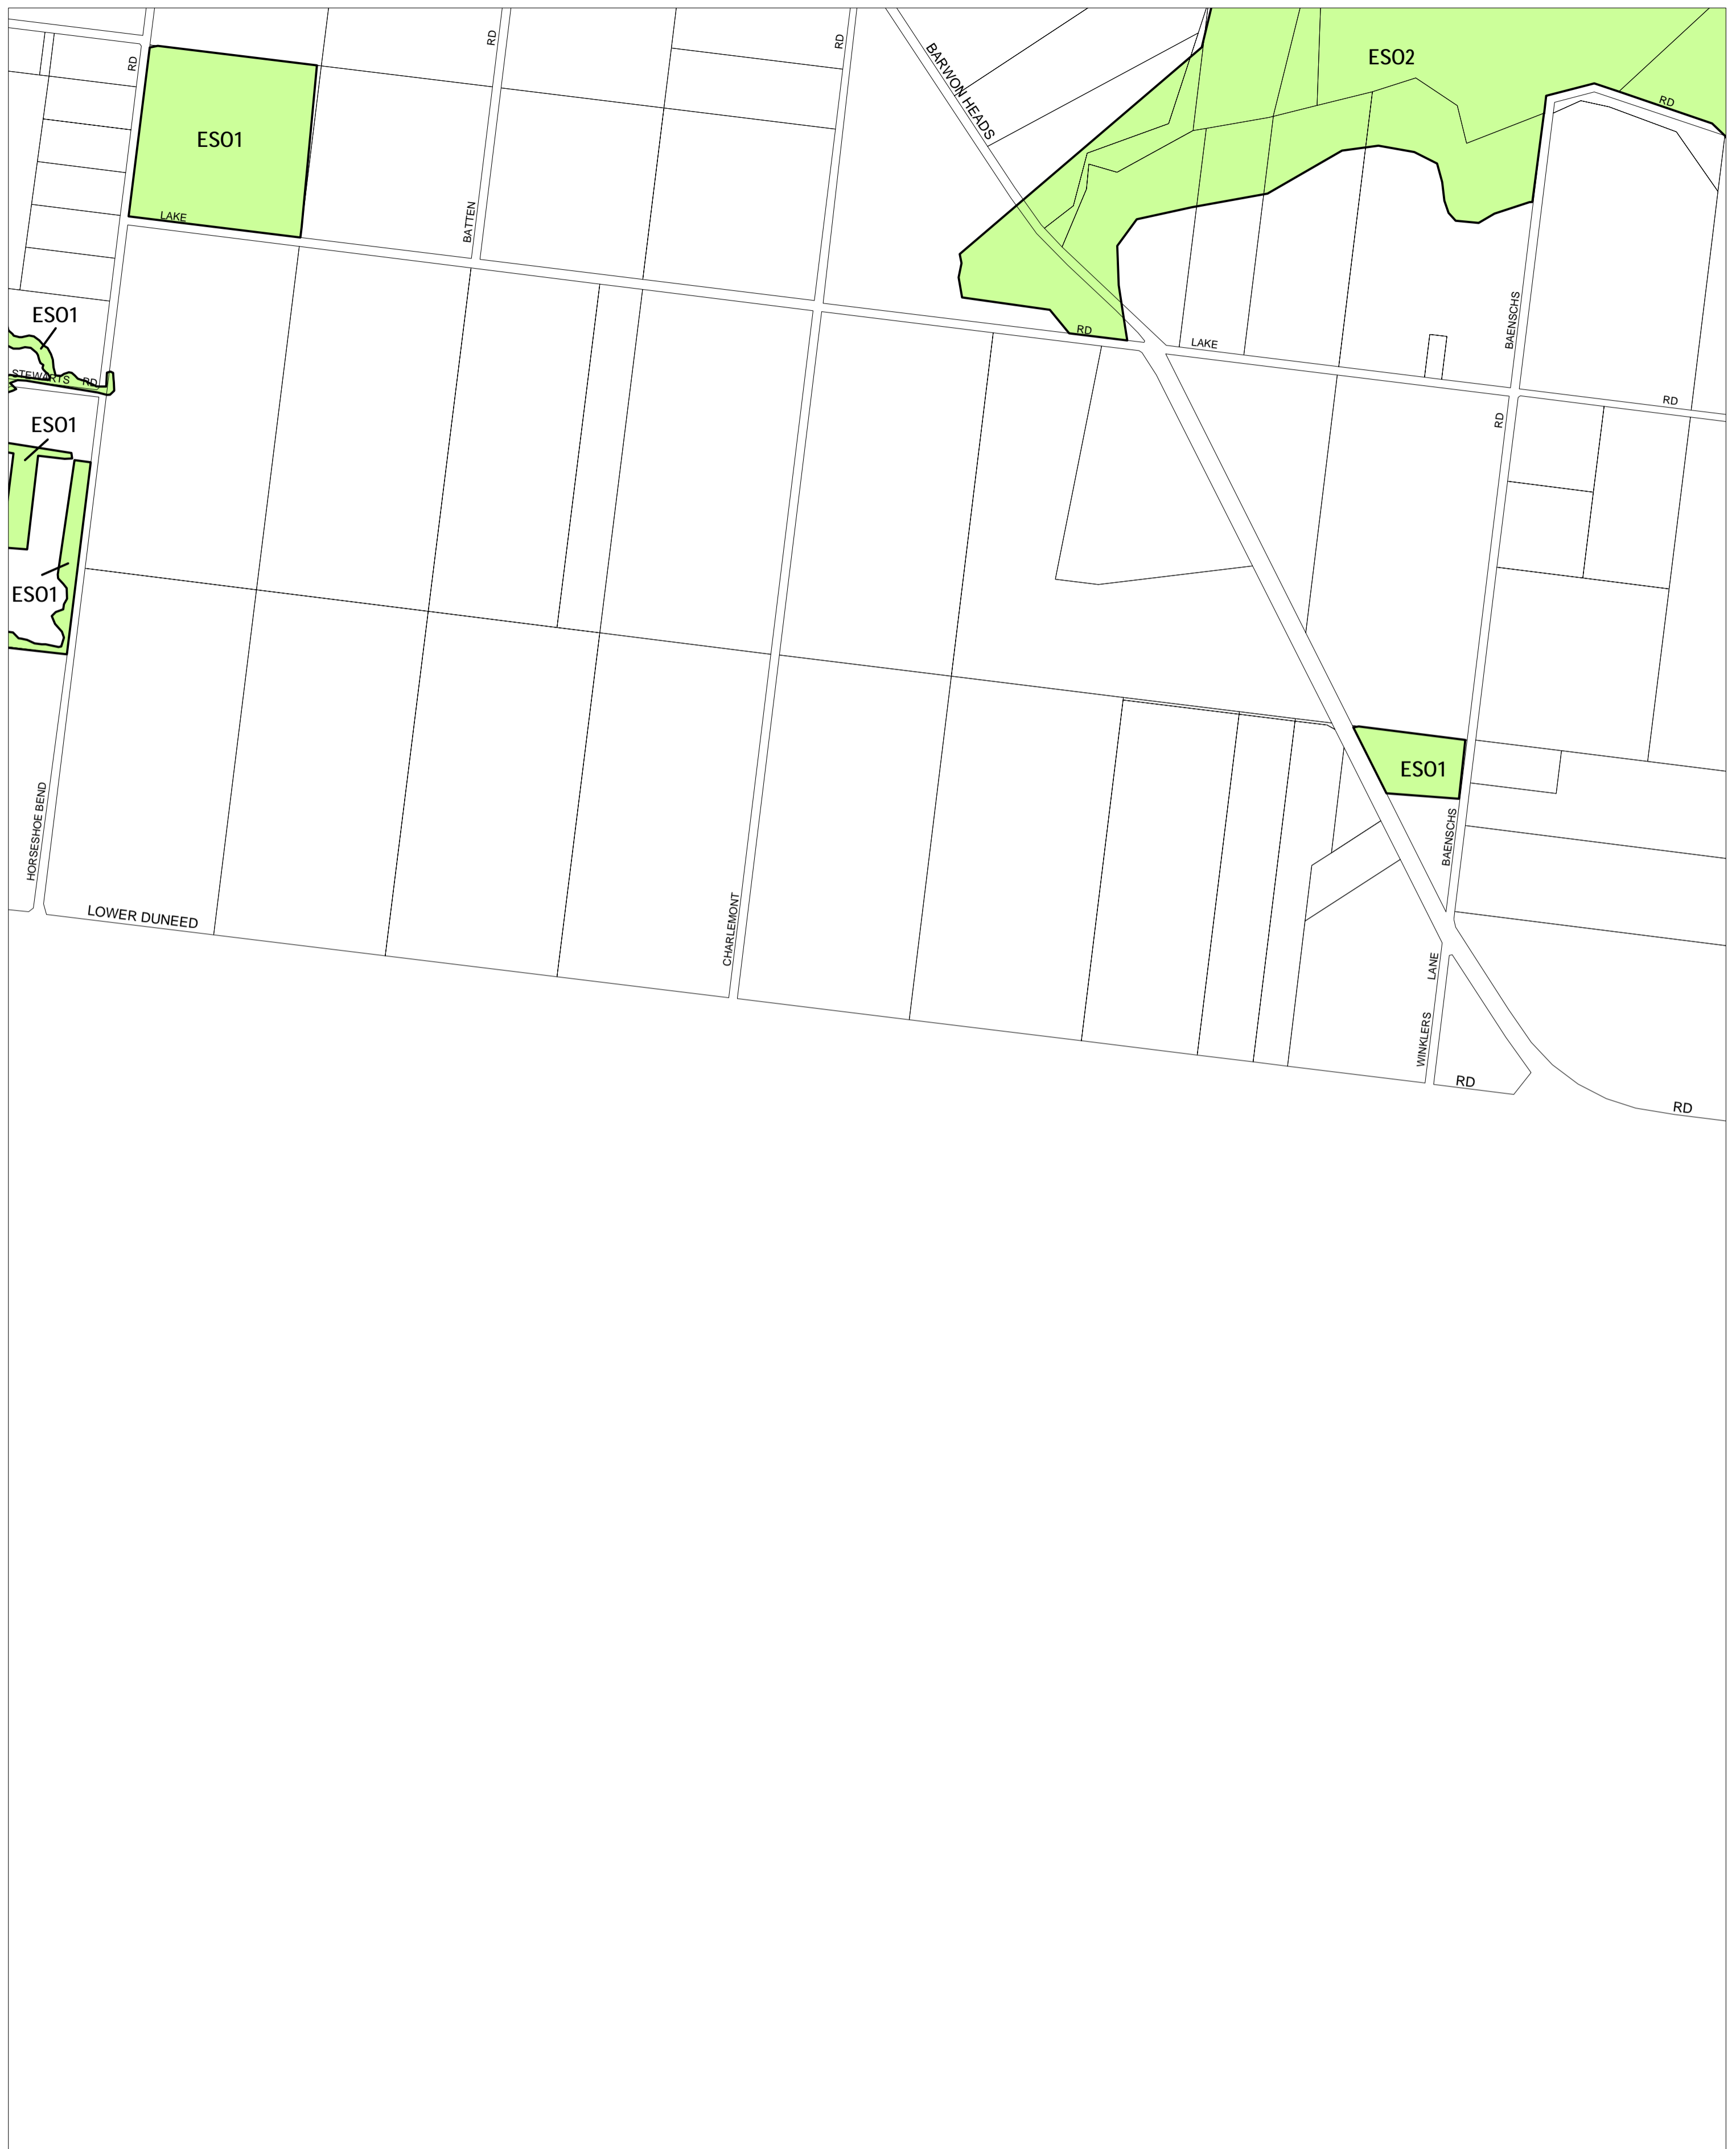 RD
RD
RD
BARWON HEADS
ESO2
RD
ESO1
LAKE
BATTEN
ESO1
BAENSCHS
RD
LAKE
STEWARTS RD
RD
RD
ESO1
ESO1
ESO1
HORSESHOE BEND
BAENSCHS
LOWER DUNEED
CHARLEMONT
LANE
WINKLERS
RD
RD